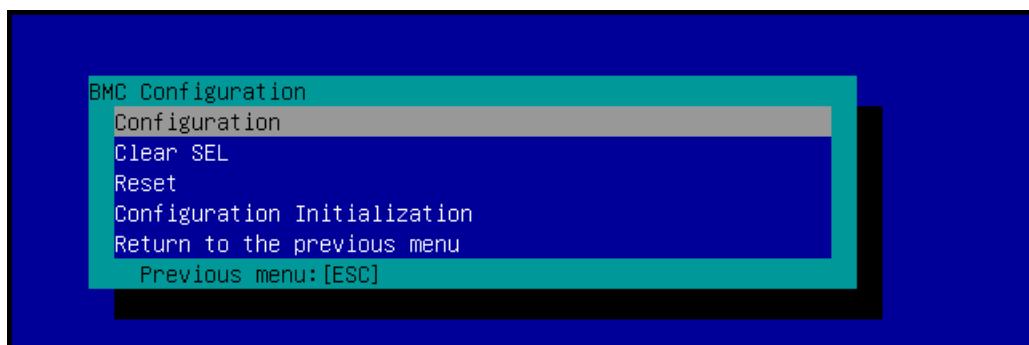 BMC Configuration
Configuration
Clear SEL
Reset
Configuration Initialization
Return to the previous menu
Previous menu:[ESC]